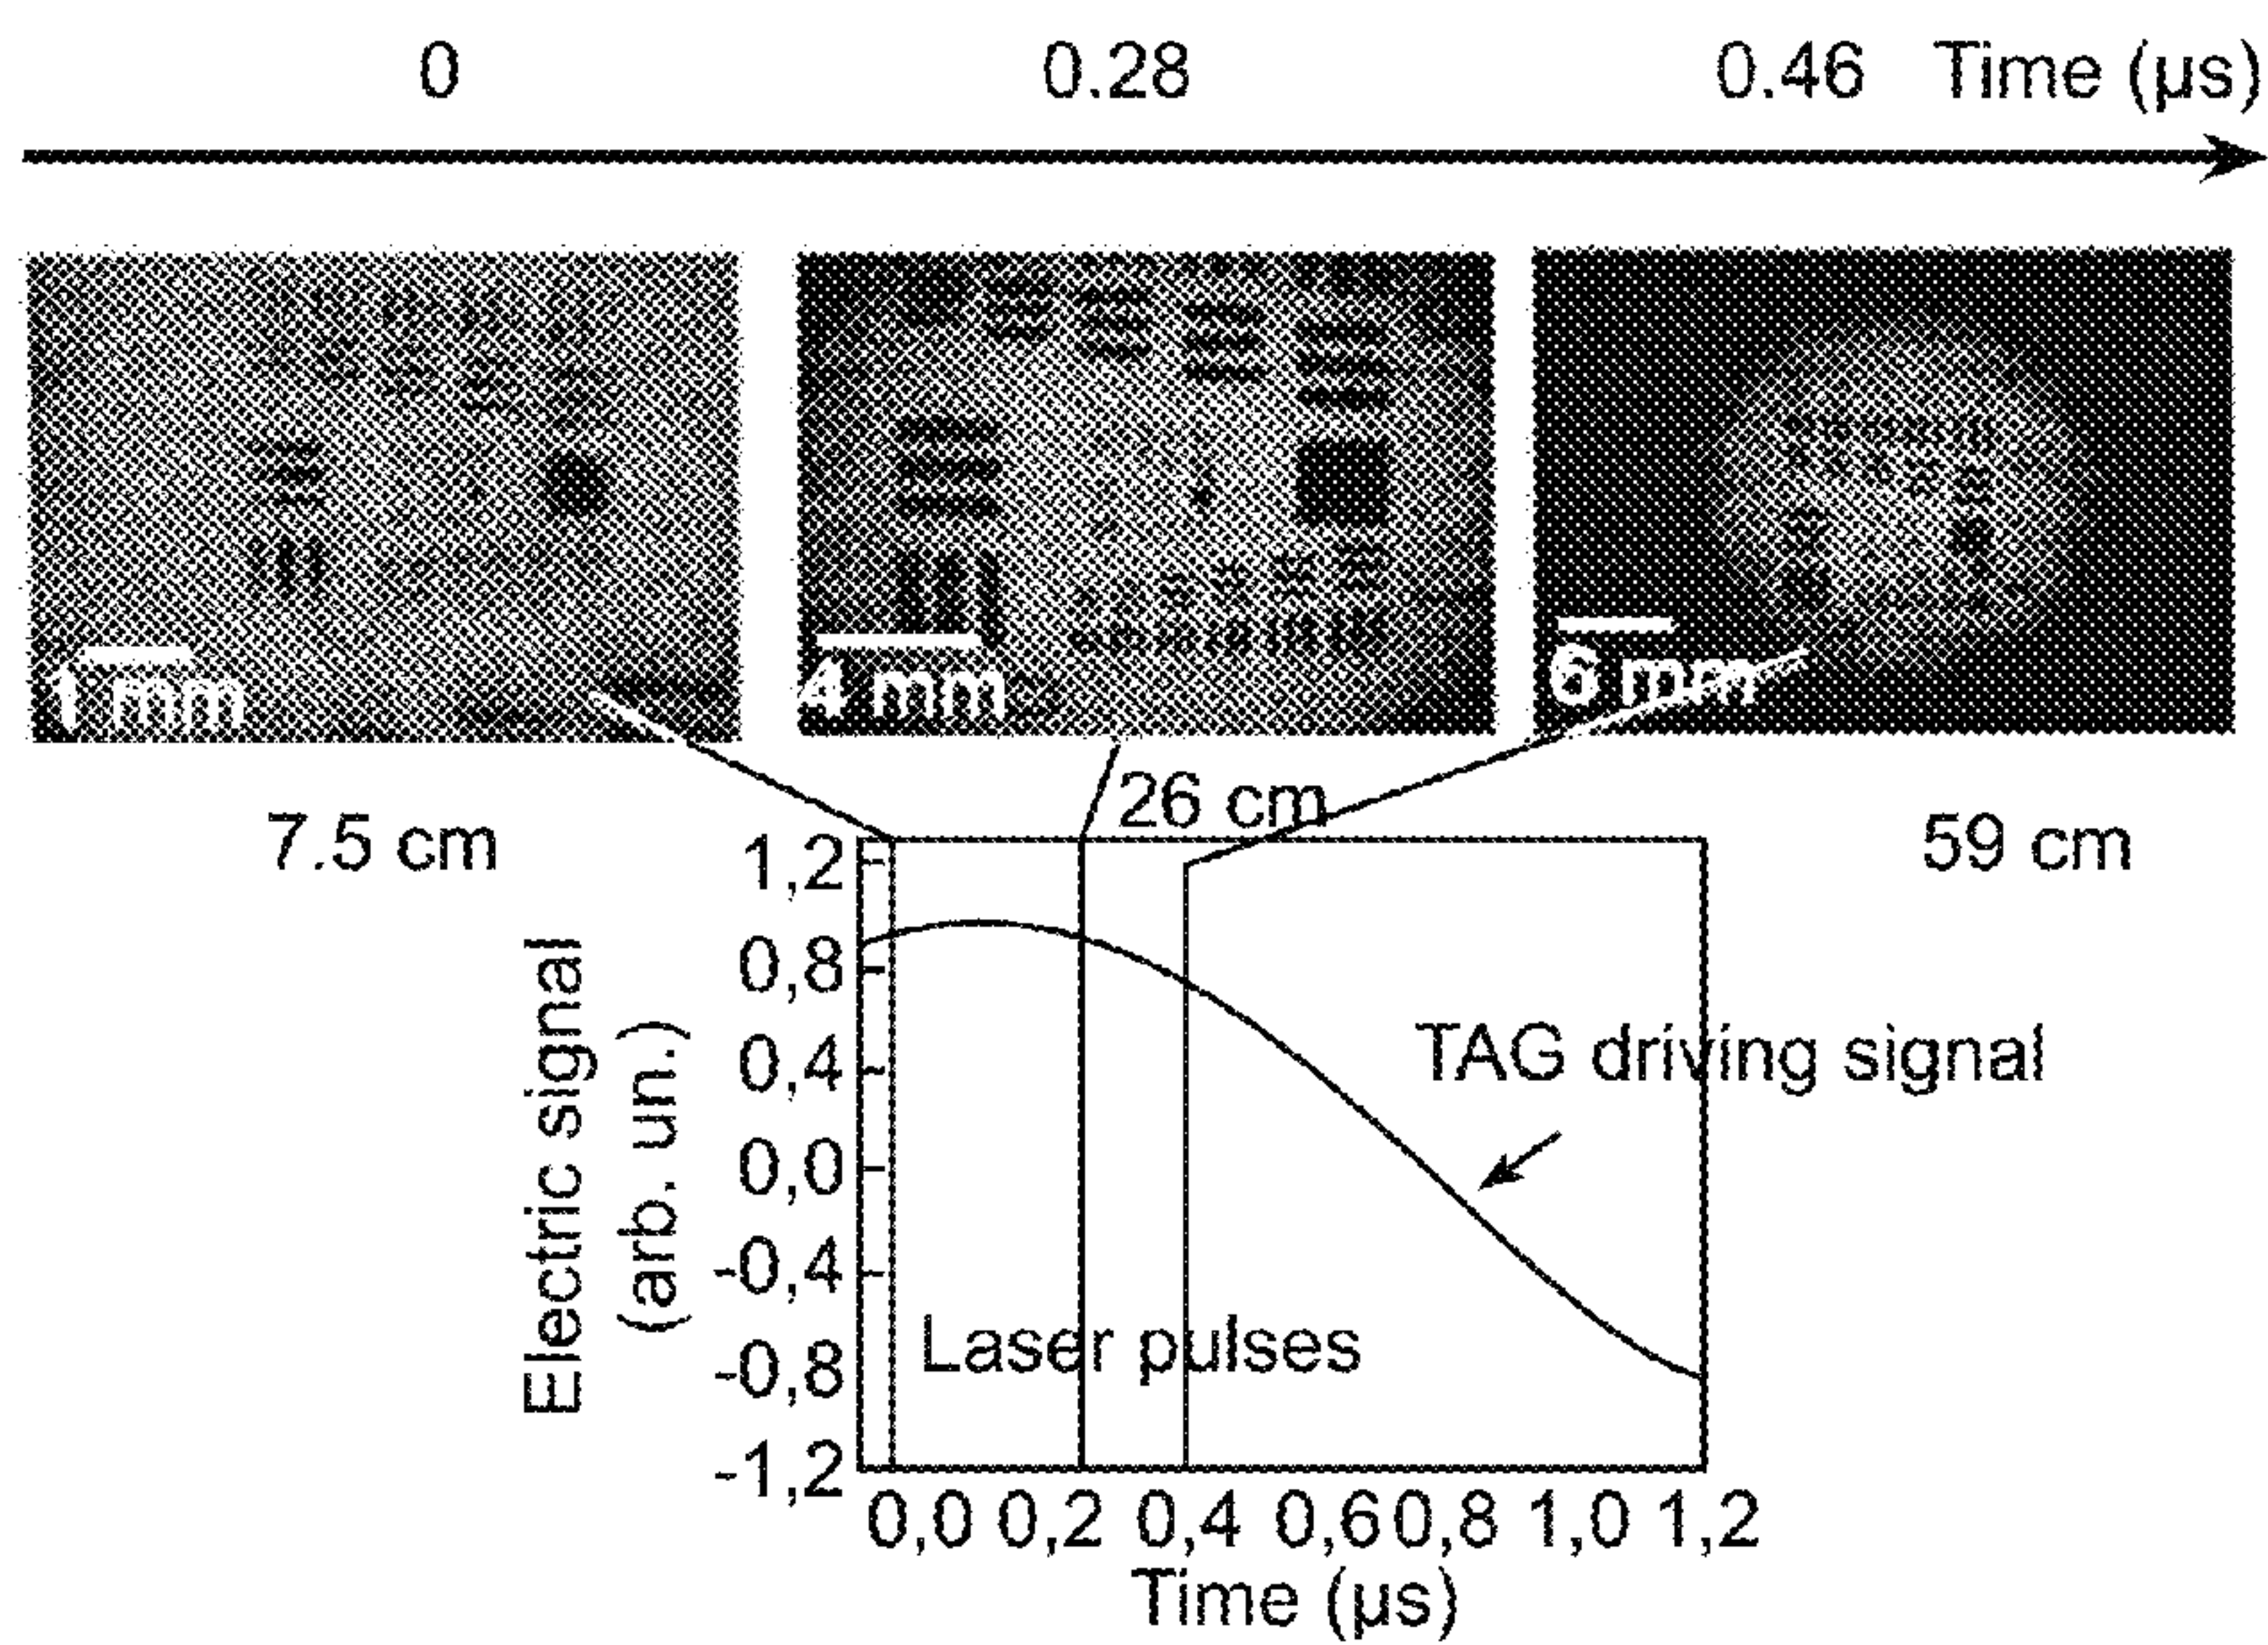 0 0.28 0.46 Time (µs)
1 mm 4 mm 6 mm
7.5 cm 26 cm 59 cm
Electric signal
(arb. un.)
1,2
0,8
0,4
0,0
-0,4
-0,8
-1,2
TAG driving signal
Laser pulses
0,0 0,2 0,4 0,6 0,8 1,0 1,2
Time (µs)